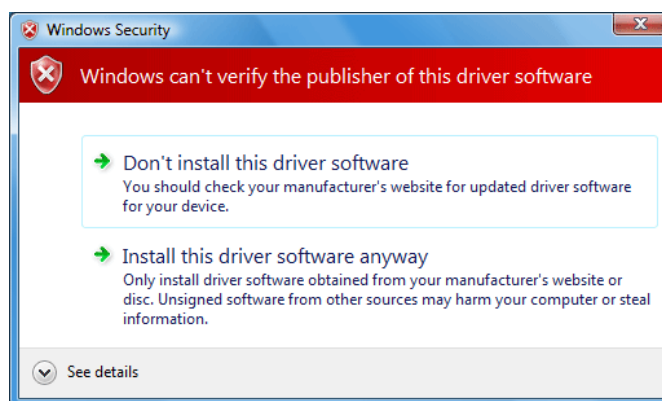 Windows Security
Windows can't verify the publisher of this driver software
Don't install this driver software
You should check your manufacturer's website for updated driver software
for your device.
Install this driver software anyway
Only install driver software obtained from your manufacturer's website or
disc. Unsigned software from other sources may harm your computer or steal
information.
See details